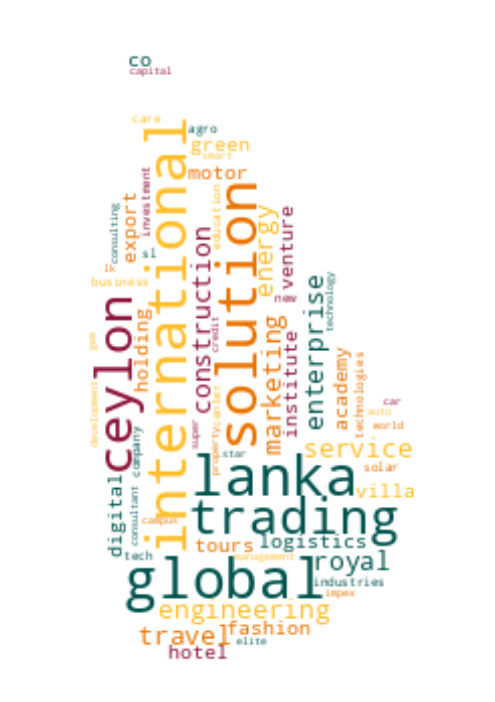 co
capital
care
agro
green
smart
motor
international
solution
education
investment
export
consulting
sl
lk
business
energy
venture
new
construction
credit
ceylon
holding
gem
development
enterprise
technology
marketing
institute
academy
technologies
car
auto
world
super
property
center
star
service
solar
villa
company
consultant
digital
lanka
trading
campus
tours
logistics
tech
management
royal
global
industries
impex
engineering
travel
fashion
elite
hotel